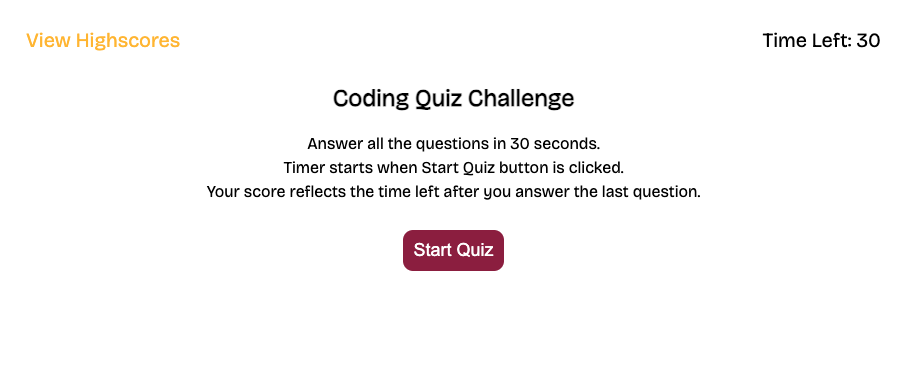 View Highscores
Time Left: 30
Coding Quiz Challenge
Answer all the questions in 30 seconds.
Timer starts when Start Quiz button is clicked.
Your score reflects the time left after you answer the last question.
Start Quiz